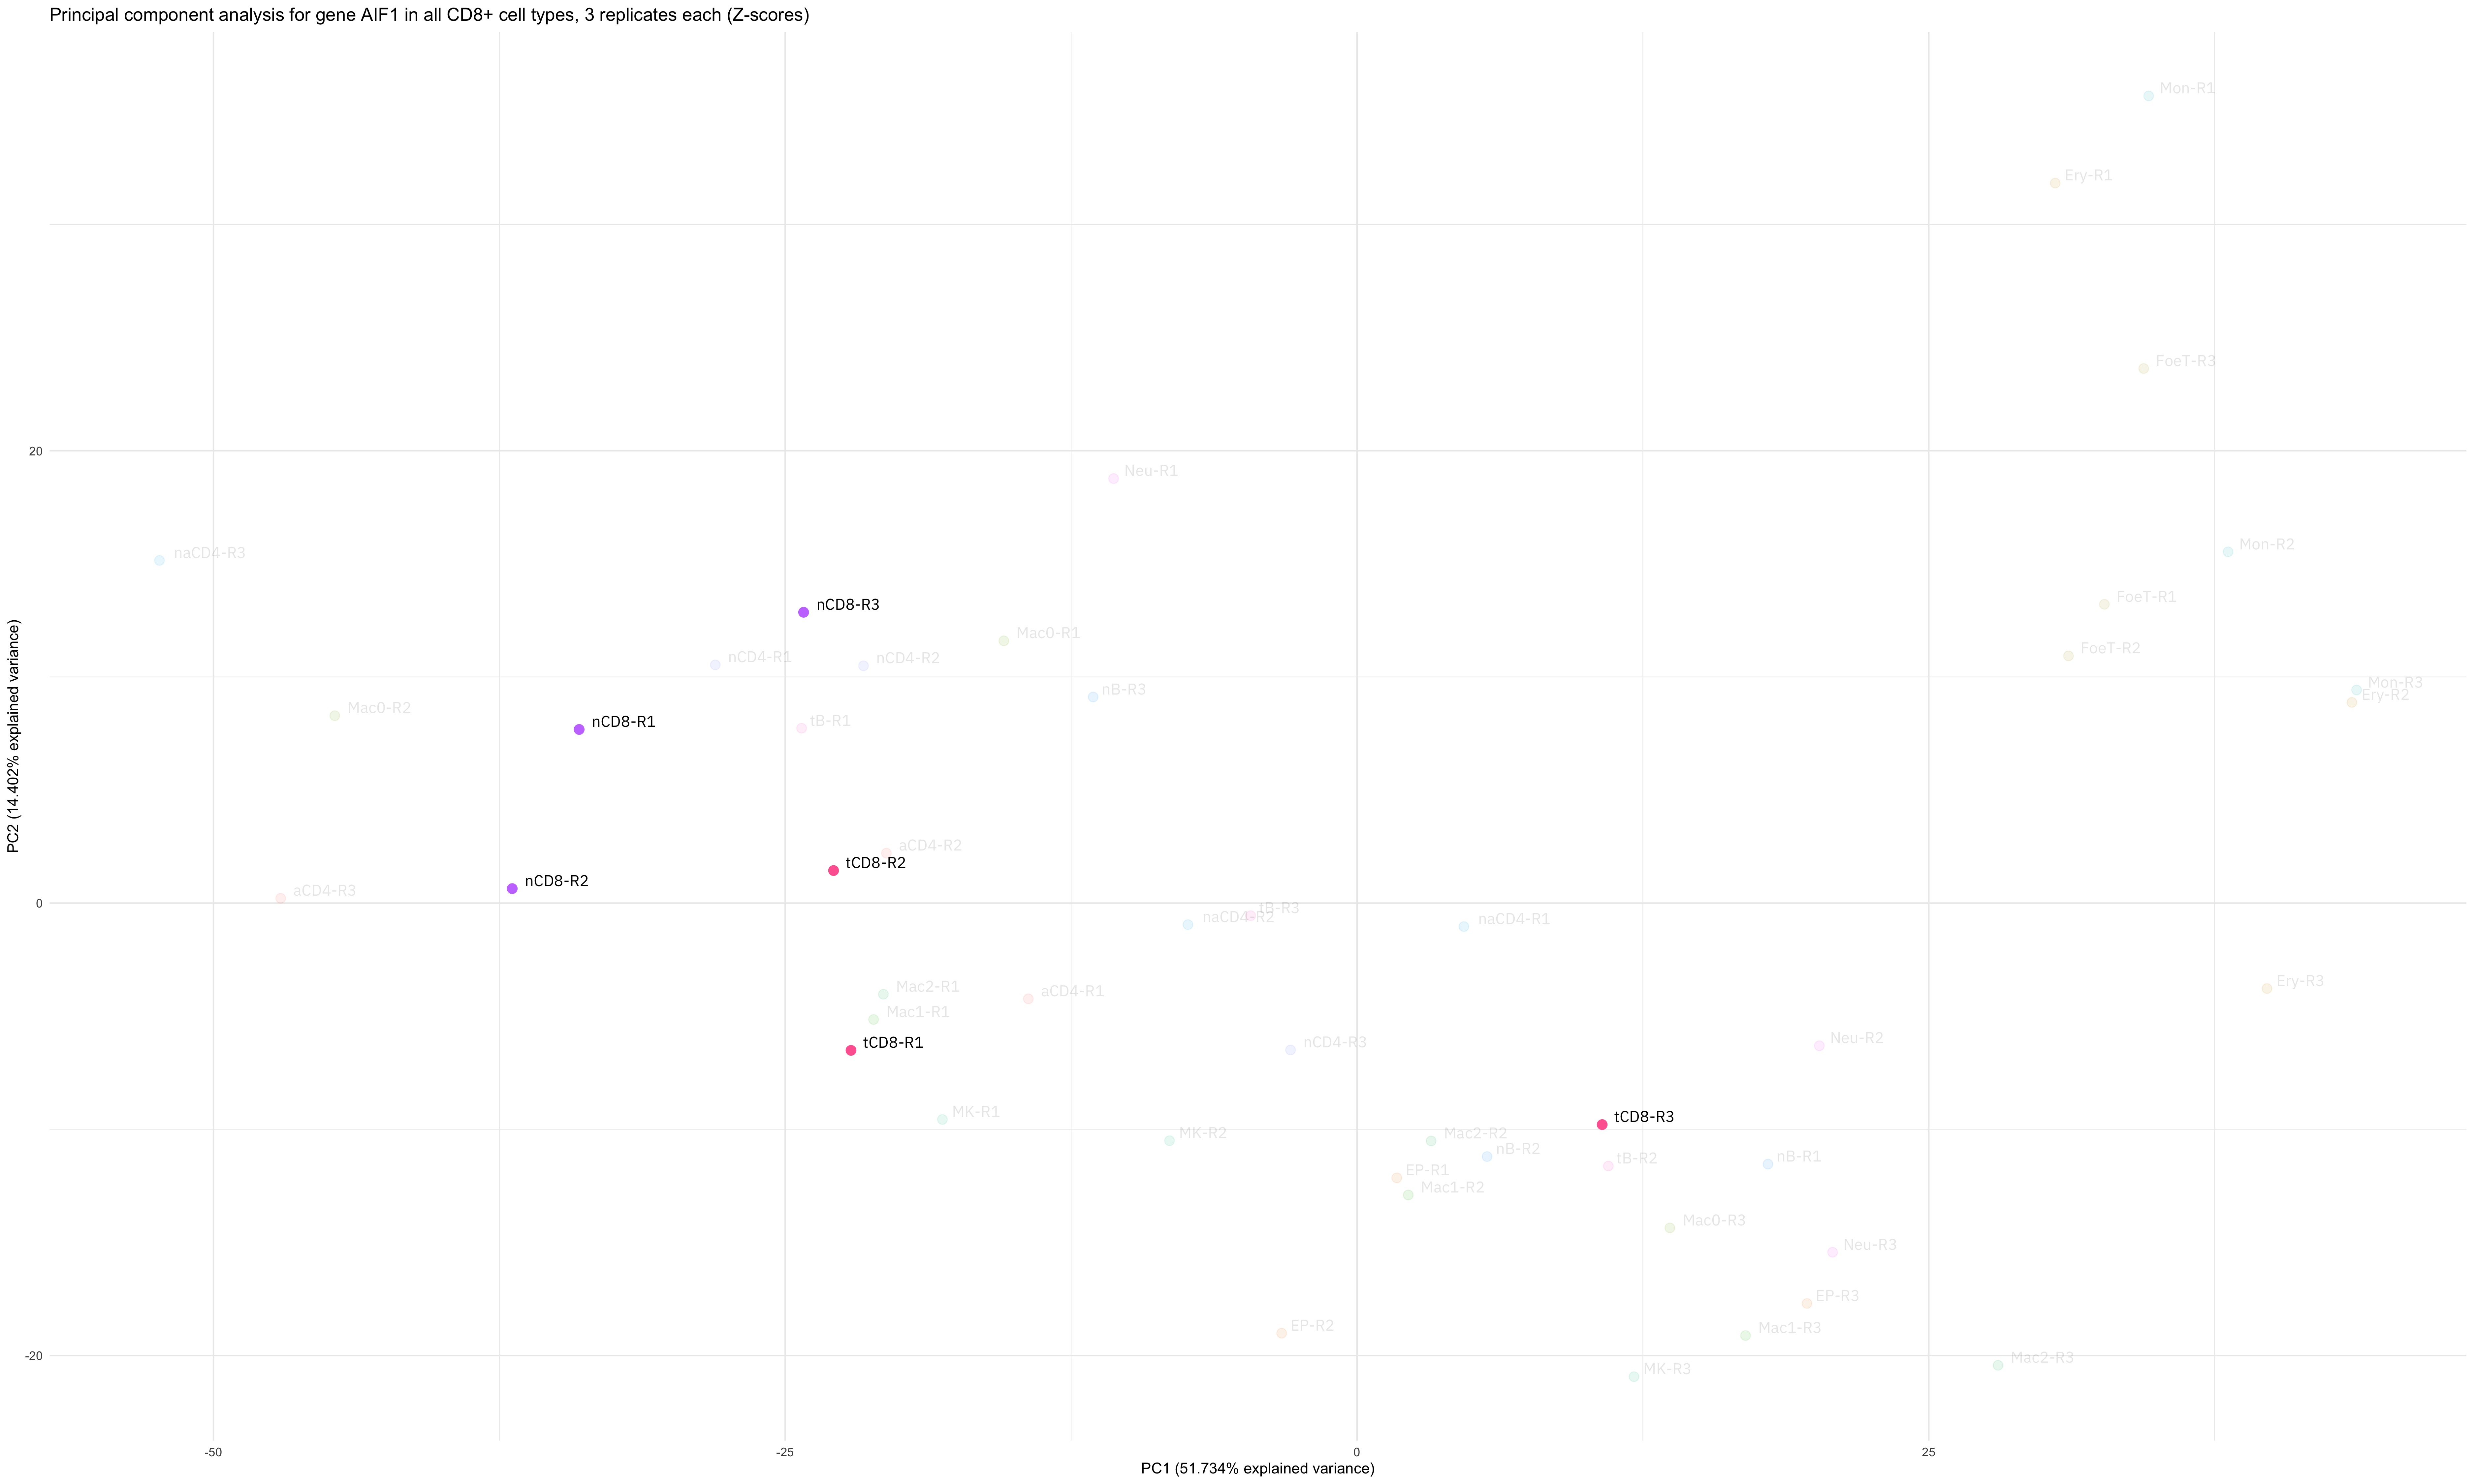 Principal component analysis for gene AIF1 in all CD8+ cell types, 3 replicates each (Z-scores)
Mon-R1
Ery-R1
FoeT-R3
20
Neu-R1
Mon-R2
naCD4-R3
FoeT-R1
nCD8-R3
Mac0-R1
FoeT-R2
nCD4-R1
nCD4-R2
Mon-R3
nB-R3
Ery-R2
Mac0-R2
nCD8-R1
tB-R1
PC2 (14.402% explained variance)
aCD4-R2
tCD8-R2
nCD8-R2
aCD4-R3
0
tB-R3
naCD4-R2
naCD4-R1
Ery-R3
Mac2-R1
aCD4-R1
Mac1-R1
Neu-R2
tCD8-R1
nCD4-R3
MK-R1
tCD8-R3
MK-R2
Mac2-R2
nB-R2
nB-R1
tB-R2
EP-R1
Mac1-R2
Mac0-R3
Neu-R3
EP-R3
EP-R2
Mac1-R3
-20
Mac2-R3
MK-R3
-50
-25
0
25
PC1 (51.734% explained variance)